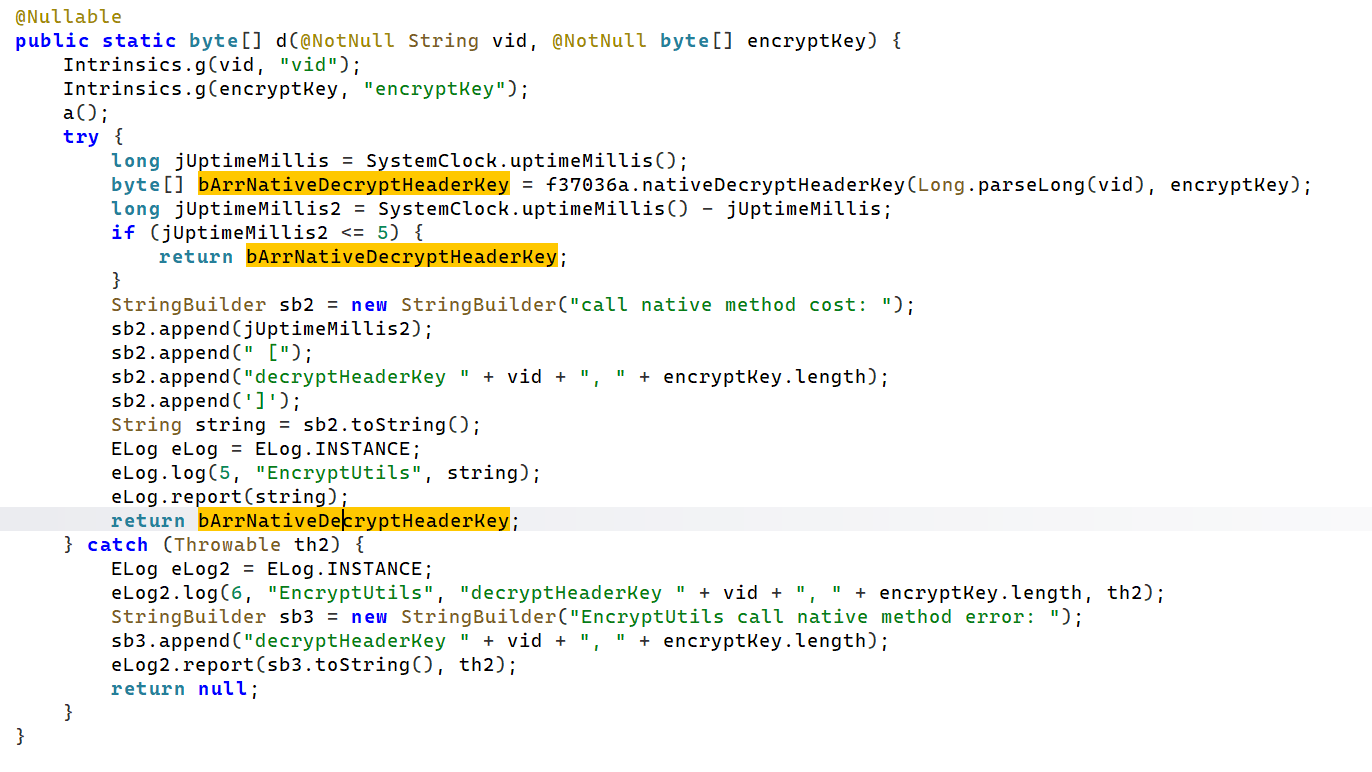 @Nullable
public static byte[] d(@NotNull String vid, @NotNull byte[] encryptKey) {
    Intrinsics.g(vid, "vid");
    Intrinsics.g(encryptKey, "encryptKey");
    a();
    try {
        long jUptimeMillis = SystemClock.uptimeMillis();
        byte[] bArrNativeDecryptHeaderKey = f37036a.nativeDecryptHeaderKey(Long.parseLong(vid), encryptKey);
        long jUptimeMillis2 = SystemClock.uptimeMillis() - jUptimeMillis;
        if (jUptimeMillis2 <= 5) {
            return bArrNativeDecryptHeaderKey;
        }
        StringBuilder sb2 = new StringBuilder("call native method cost: ");
        sb2.append(jUptimeMillis2);
        sb2.append(" [");
        sb2.append("decryptHeaderKey " + vid + ", " + encryptKey.length);
        sb2.append(']');
        String string = sb2.toString();
        ELog eLog = ELog.INSTANCE;
        eLog.log(5, "EncryptUtils", string);
        eLog.report(string);
        return bArrNativeDecryptHeaderKey;
    } catch (Throwable th2) {
        ELog eLog2 = ELog.INSTANCE;
        eLog2.log(6, "EncryptUtils", "decryptHeaderKey " + vid + ", " + encryptKey.length, th2);
        StringBuilder sb3 = new StringBuilder("EncryptUtils call native method error: ");
        sb3.append("decryptHeaderKey " + vid + ", " + encryptKey.length);
        eLog2.report(sb3.toString(), th2);
        return null;
    }
}